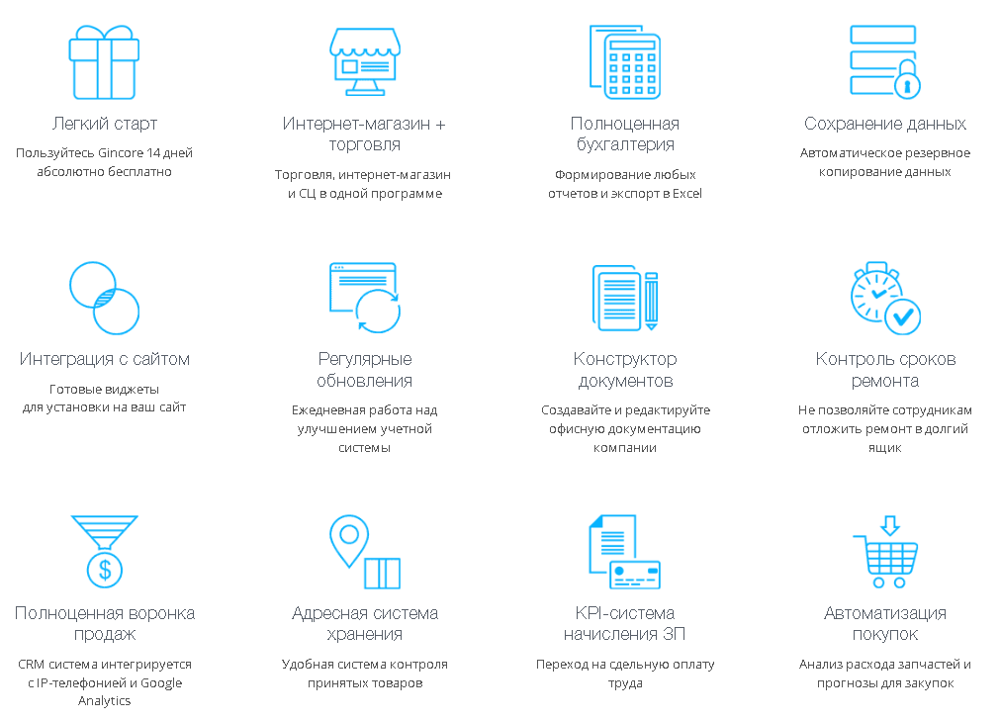 Легкий старт
Пользуйтесь Gincore 14 дней
абсолютно бесплатно
Интернет-магазин +
торговля
Торговля, интернет-магазин
и СЦ в одной программе
Полноценная
бухгалтерия
Формирование любых
отчетов и экспорт в Excel
Сохранение данных
Автоматическое резервное
копирование данных
Интеграция с сайтом
Готовые виджеты
для установки на ваш сайт
Регулярные
обновления
Ежедневная работа над
улучшением учетной
системы
Конструктор
документов
Создавайте и редактируйте
офисную документацию
компании
Контроль сроков
ремонта
Не позволяйте сотрудникам
отложить ремонт в долгий
ящик
$
Полноценная воронка
продаж
CRM система интегрируется
с IP-телефонией и Google
Analytics
Адресная система
хранения
Удобная система контроля
принятых товаров
KPI-система
начисления ЗП
Переход на сдельную оплату
труда
Автоматизация
покупок
Анализ расхода запчастей и
прогнозы для закупок